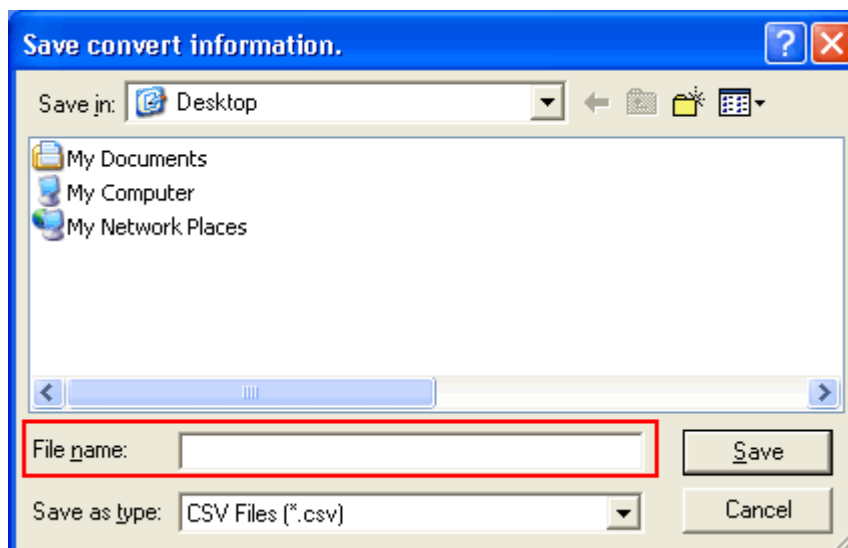 Save convert information.
Save in: Desktop
My Documents
My Computer
My Network Places
File name:
Save
Save as type: CSV Files (*.csv)
Cancel